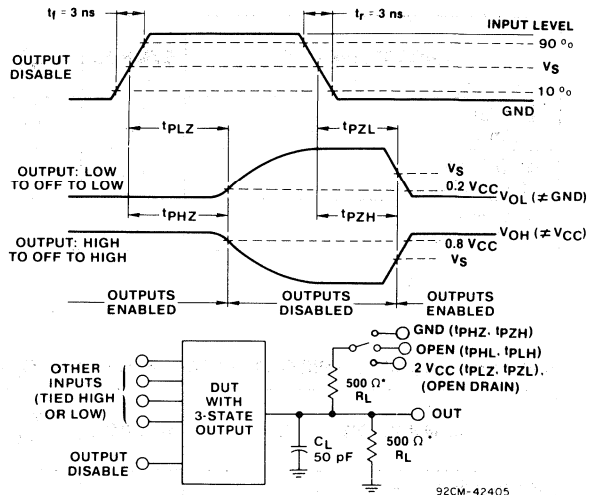 tf = 3 ns
tr = 3 ns
INPUT LEVEL
90 %
OUTPUT
DISABLE
VS
10 %
GND
tPLZ
tPZL
OUTPUT: LOW
TO OFF TO LOW
VS
0.2 VCC
VOL (≠GND)
tPHZ
tPZH
OUTPUT: HIGH
TO OFF TO HIGH
VOH (≠VCC)
0.8 VCC
VS
OUTPUTS
ENABLED
OUTPUTS
DISABLED
OUTPUTS
ENABLED
GND (tPHZ, tPZH)
OPEN (tPHL, tPLH)
2 VCC (tPLZ, tPZL),
(OPEN DRAIN)
OTHER
INPUTS
(TIED HIGH
OR LOW)
DUT
WITH
3-STATE
OUTPUT
500 Ω*
RL
OUT
CL
50 pF
500 Ω*
RL
OUTPUT
DISABLE
92CM-42405